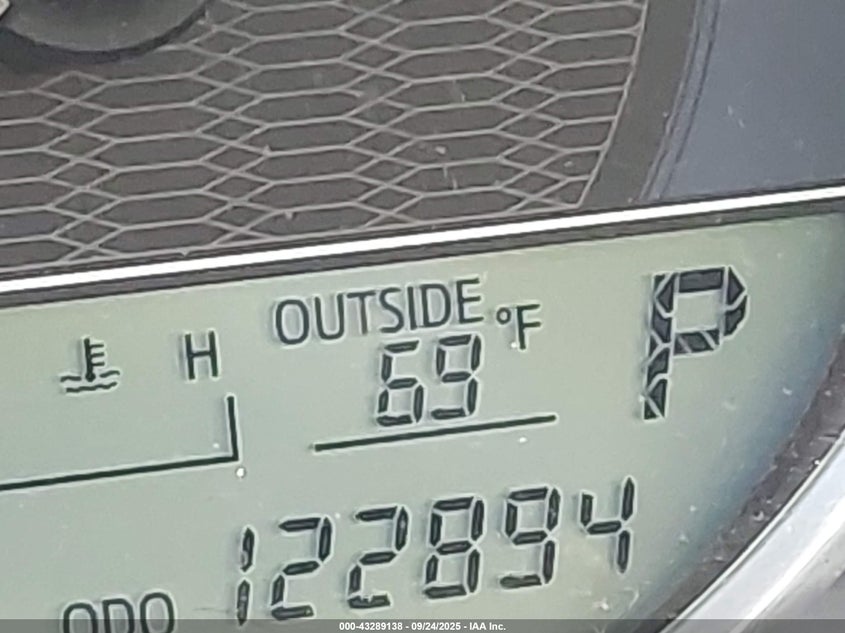 OUTSIDE °F P
H
69
122894
ODO
000-43289138 - 09/24/2025 - IAA Inc.